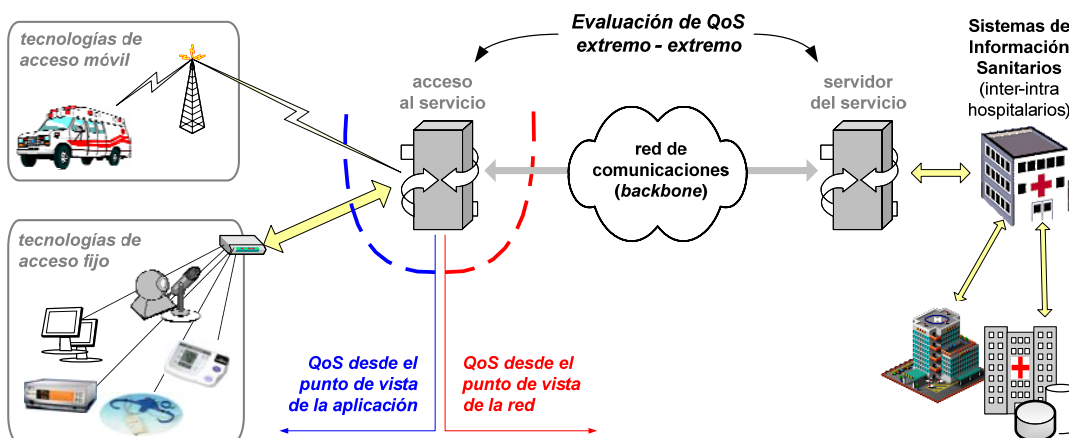 tecnologías de
acceso móvil
Evaluación de QoS
extremo - extremo
acceso
al servicio
servidor
del servicio
Sistemas de
Información
Sanitarios
(inter-intra
hospitalarios)
red de
comunicaciones
(backbone)
tecnologías de
acceso fijo
QoS desde el
punto de vista
de la aplicación
QoS desde el
punto de vista
de la red
H